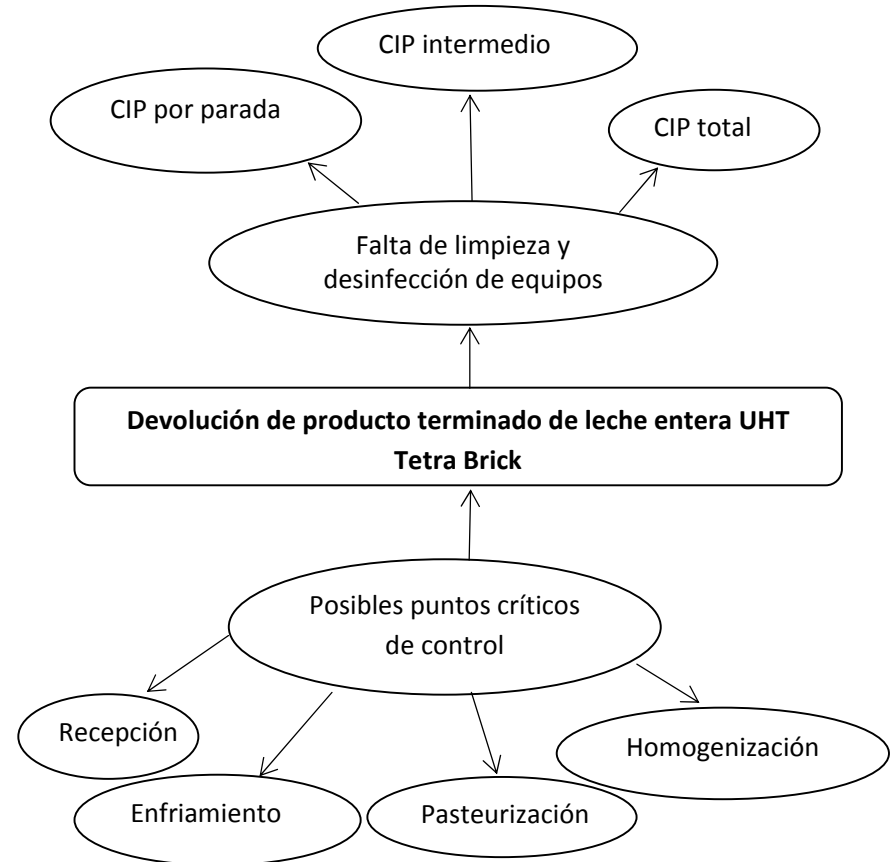 CIP intermedio
CIP por parada
CIP total
Falta de limpieza y
desinfección de equipos
Devolución de producto terminado de leche entera UHT
Tetra Brick
Posibles puntos críticos
de control
Recepción
Homogenización
Enfriamiento
Pasteurización